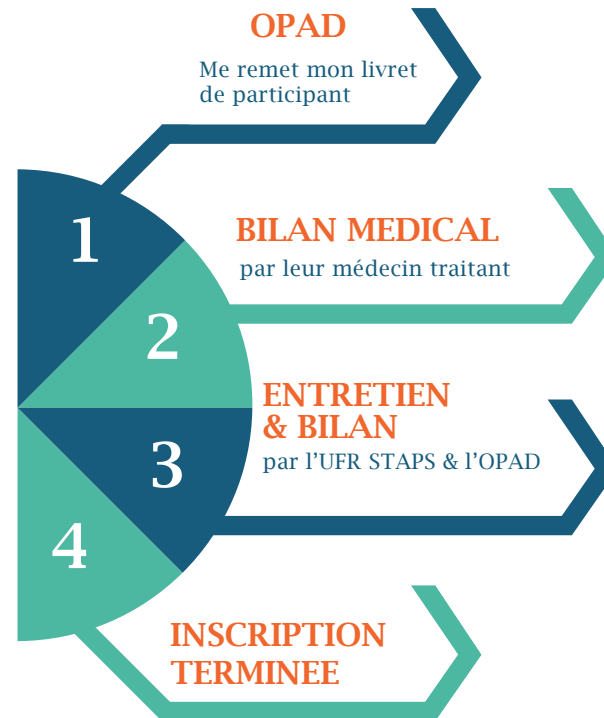 OPAD
Me remet mon livret
de participant
1
BILAN MEDICAL
par leur médecin traitant
2
ENTRETIEN
& BILAN
par l'UFR STAPS & l'OPAD
3
4
INSCRIPTION
TERMINEE